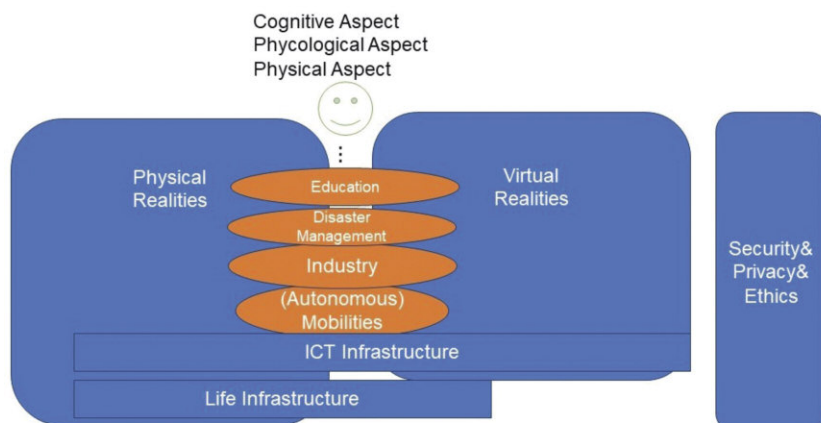 Cognitive Aspect
Phycological Aspect
Physical Aspect
Physical
Realities
Virtual
Realities
Education
Disaster
Management
Industry
(Autonomous)
Mobilities
ICT Infrastructure
Life Infrastructure
Security&
Privacy&
Ethics